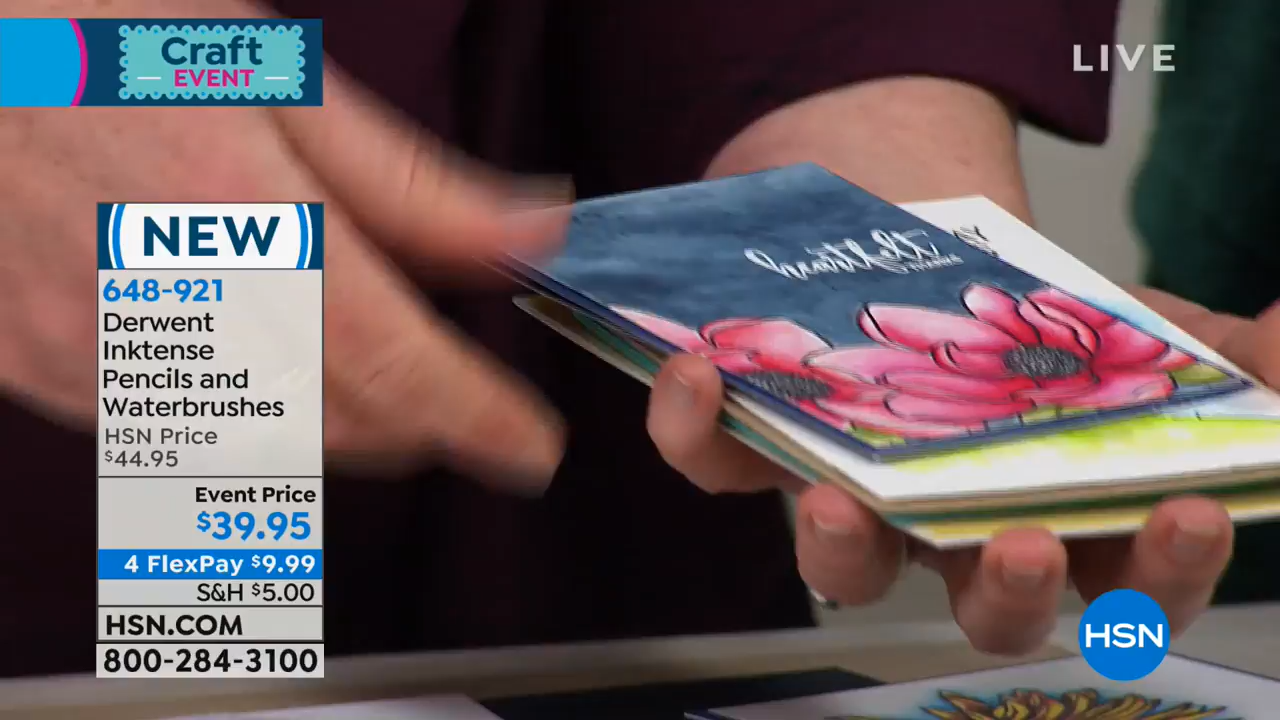 Craft
EVENT
LIVE
NEW
648-921
Derwent
Inktense
Pencils and
Waterbrushes
HSN Price
$44.95
Event Price
$39.95
4 FlexPay $9.99
S&H $5.00
HSN.COM
800-284-3100
heartfelt
HSN